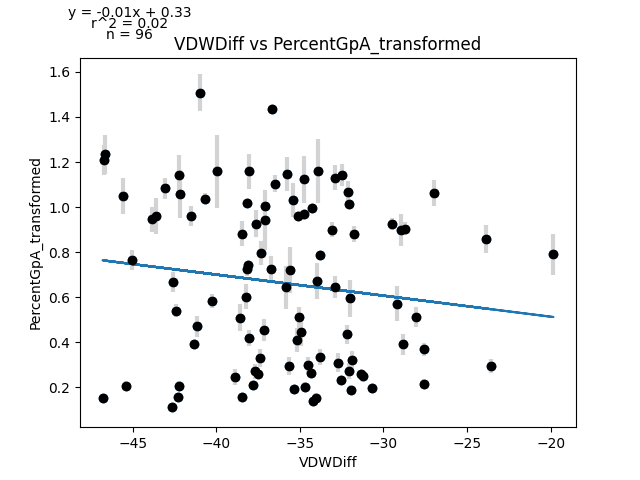 y = -0.01x + 0.33
r^2 = 0.02
n = 96
VDWDiff vs PercentGpA_transformed
1.6
1.4
1.2
1.0
0.8
0.6
0.4
0.2
PercentGpA_transformed
−45
−40
−35
−30
−25
−20
VDWDiff